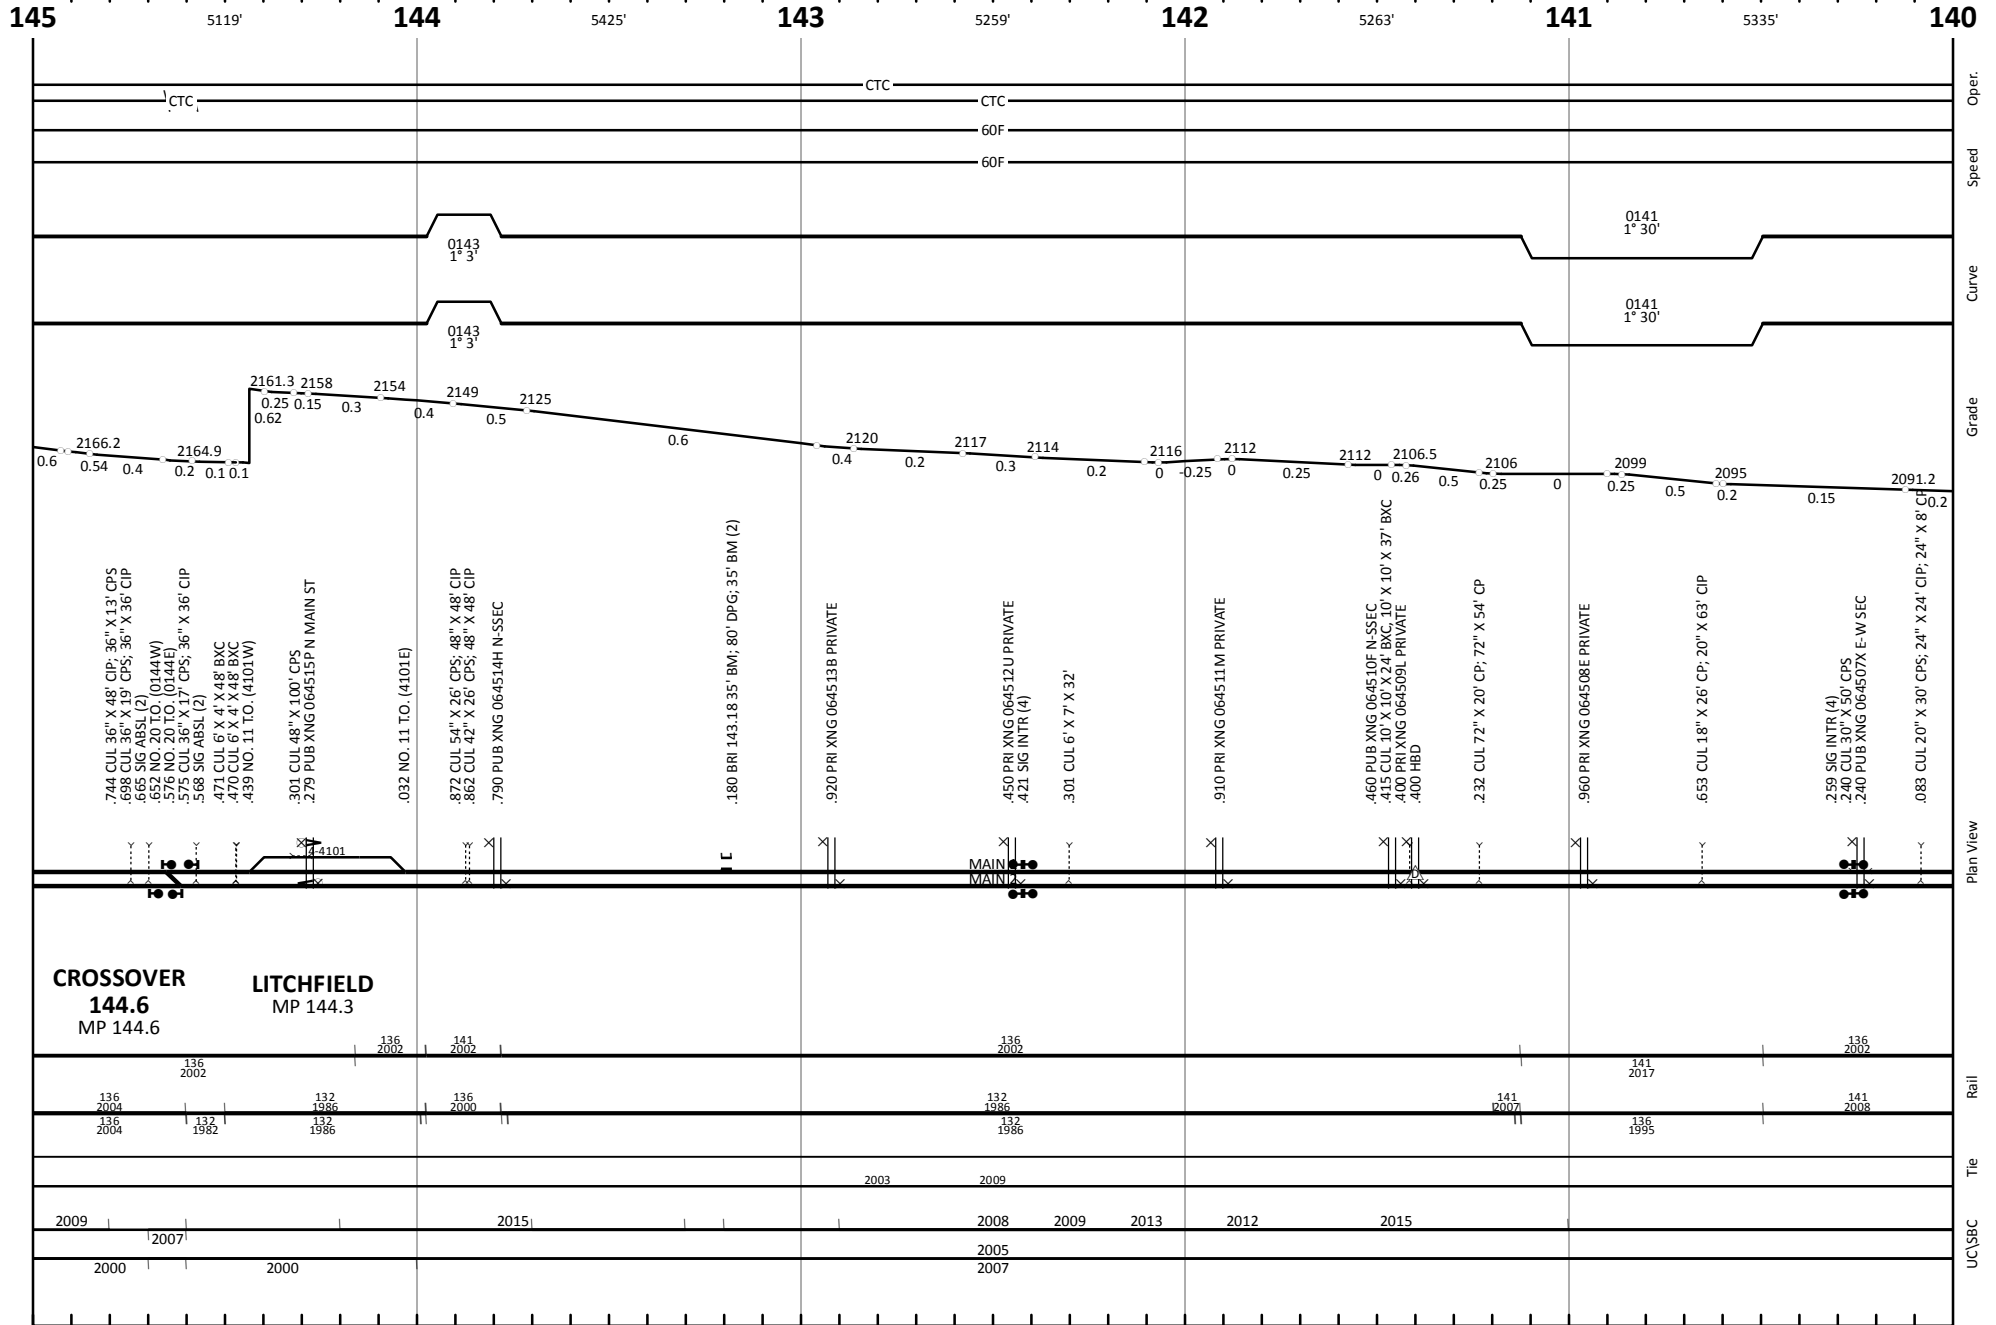 145 5119' 144 5425' 143 5259' 142 5263' 141 5335' 140
Oper.
CTC
CTC CTC
Speed
60F
60F
Curve
0143
1° 3'
0141
1° 30'
0143
1° 3'
0141
1° 30'
Grade
2166.2 2164.9 2161.3 2158 2154 2149 2125 2120 2117 2114 2116 2112 2112 2106.5 2106 2099 2095 2091.2
0.6 0.54 0.4 0.2 0.1 0.1 0.62 0.25 0.15 0.3 0.4 0.5 0.6 0.4 0.2 0.3 0.2 0 -0.25 0 0.25 0 0.26 0.5 0.25 0 0.25 0.5 0.2 0.15 0.2
.744 CUL 36" X 48' CIP; 36" X 13' CPS
.698 CUL 36" X 19' CPS; 36" X 36' CIP
.665 SIG ABSL (2)
.652 NO. 20 T.O. (0144W)
.576 NO. 20 T.O. (0144E)
.575 CUL 36" X 17' CPS; 36" X 36' CIP
.568 SIG ABSL (2)
.471 CUL 6' X 4' X 48' BXC
.470 CUL 6' X 4' X 48' BXC
.439 NO. 11 T.O. (4101W)
.301 CUL 48" X 100' CPS
.279 PUB XNG 064515P N MAIN ST
.032 NO. 11 T.O. (4101E)
.872 CUL 54" X 26' CPS; 48" X 48' CIP
.862 CUL 42" X 26' CPS; 48" X 48' CIP
.790 PUB XNG 064514H N-SSEC
.180 BRI 143.18 35' BM; 80' DPG; 35' BM (2)
.920 PRI XNG 064513B PRIVATE
.450 PRI XNG 064512U PRIVATE
.421 SIG INTR (4)
.301 CUL 6' X 7' X 32'
.910 PRI XNG 064511M PRIVATE
.460 PUB XNG 064510F N-SSEC
.415 CUL 10' X 10' X 24' BXC, 10' X 10' X 37' BXC
.400 PRI XNG 064509L PRIVATE
.400 HBD
.232 CUL 72" X 20' CP; 72" X 54' CP
.960 PRI XNG 064508E PRIVATE
.653 CUL 18" X 26' CP; 20" X 63' CIP
.259 SIG INTR (4)
.240 CUL 30" X 50' CPS
.240 PUB XNG 064507X E-W SEC
.083 CUL 20" X 30' CPS; 24" X 24' CIP; 24" X 8' CP
Plan View
4-4101
MAIN
MAIN 2
D
CROSSOVER
144.6
MP 144.6
LITCHFIELD
MP 144.3
Rail
136 141 136 136
2002 2002 2002 2002
136 141
2002 2017
136 132 136 132 141 141
2004 1986 2000 1986 2007 2008
136 132 132 132 136
2004 1982 1986 1986 1995
Tie
2003 2009
UC\SBC
2009 2015 2008 2009 2013 2012 2015
2007
2005
2000 2000 2007